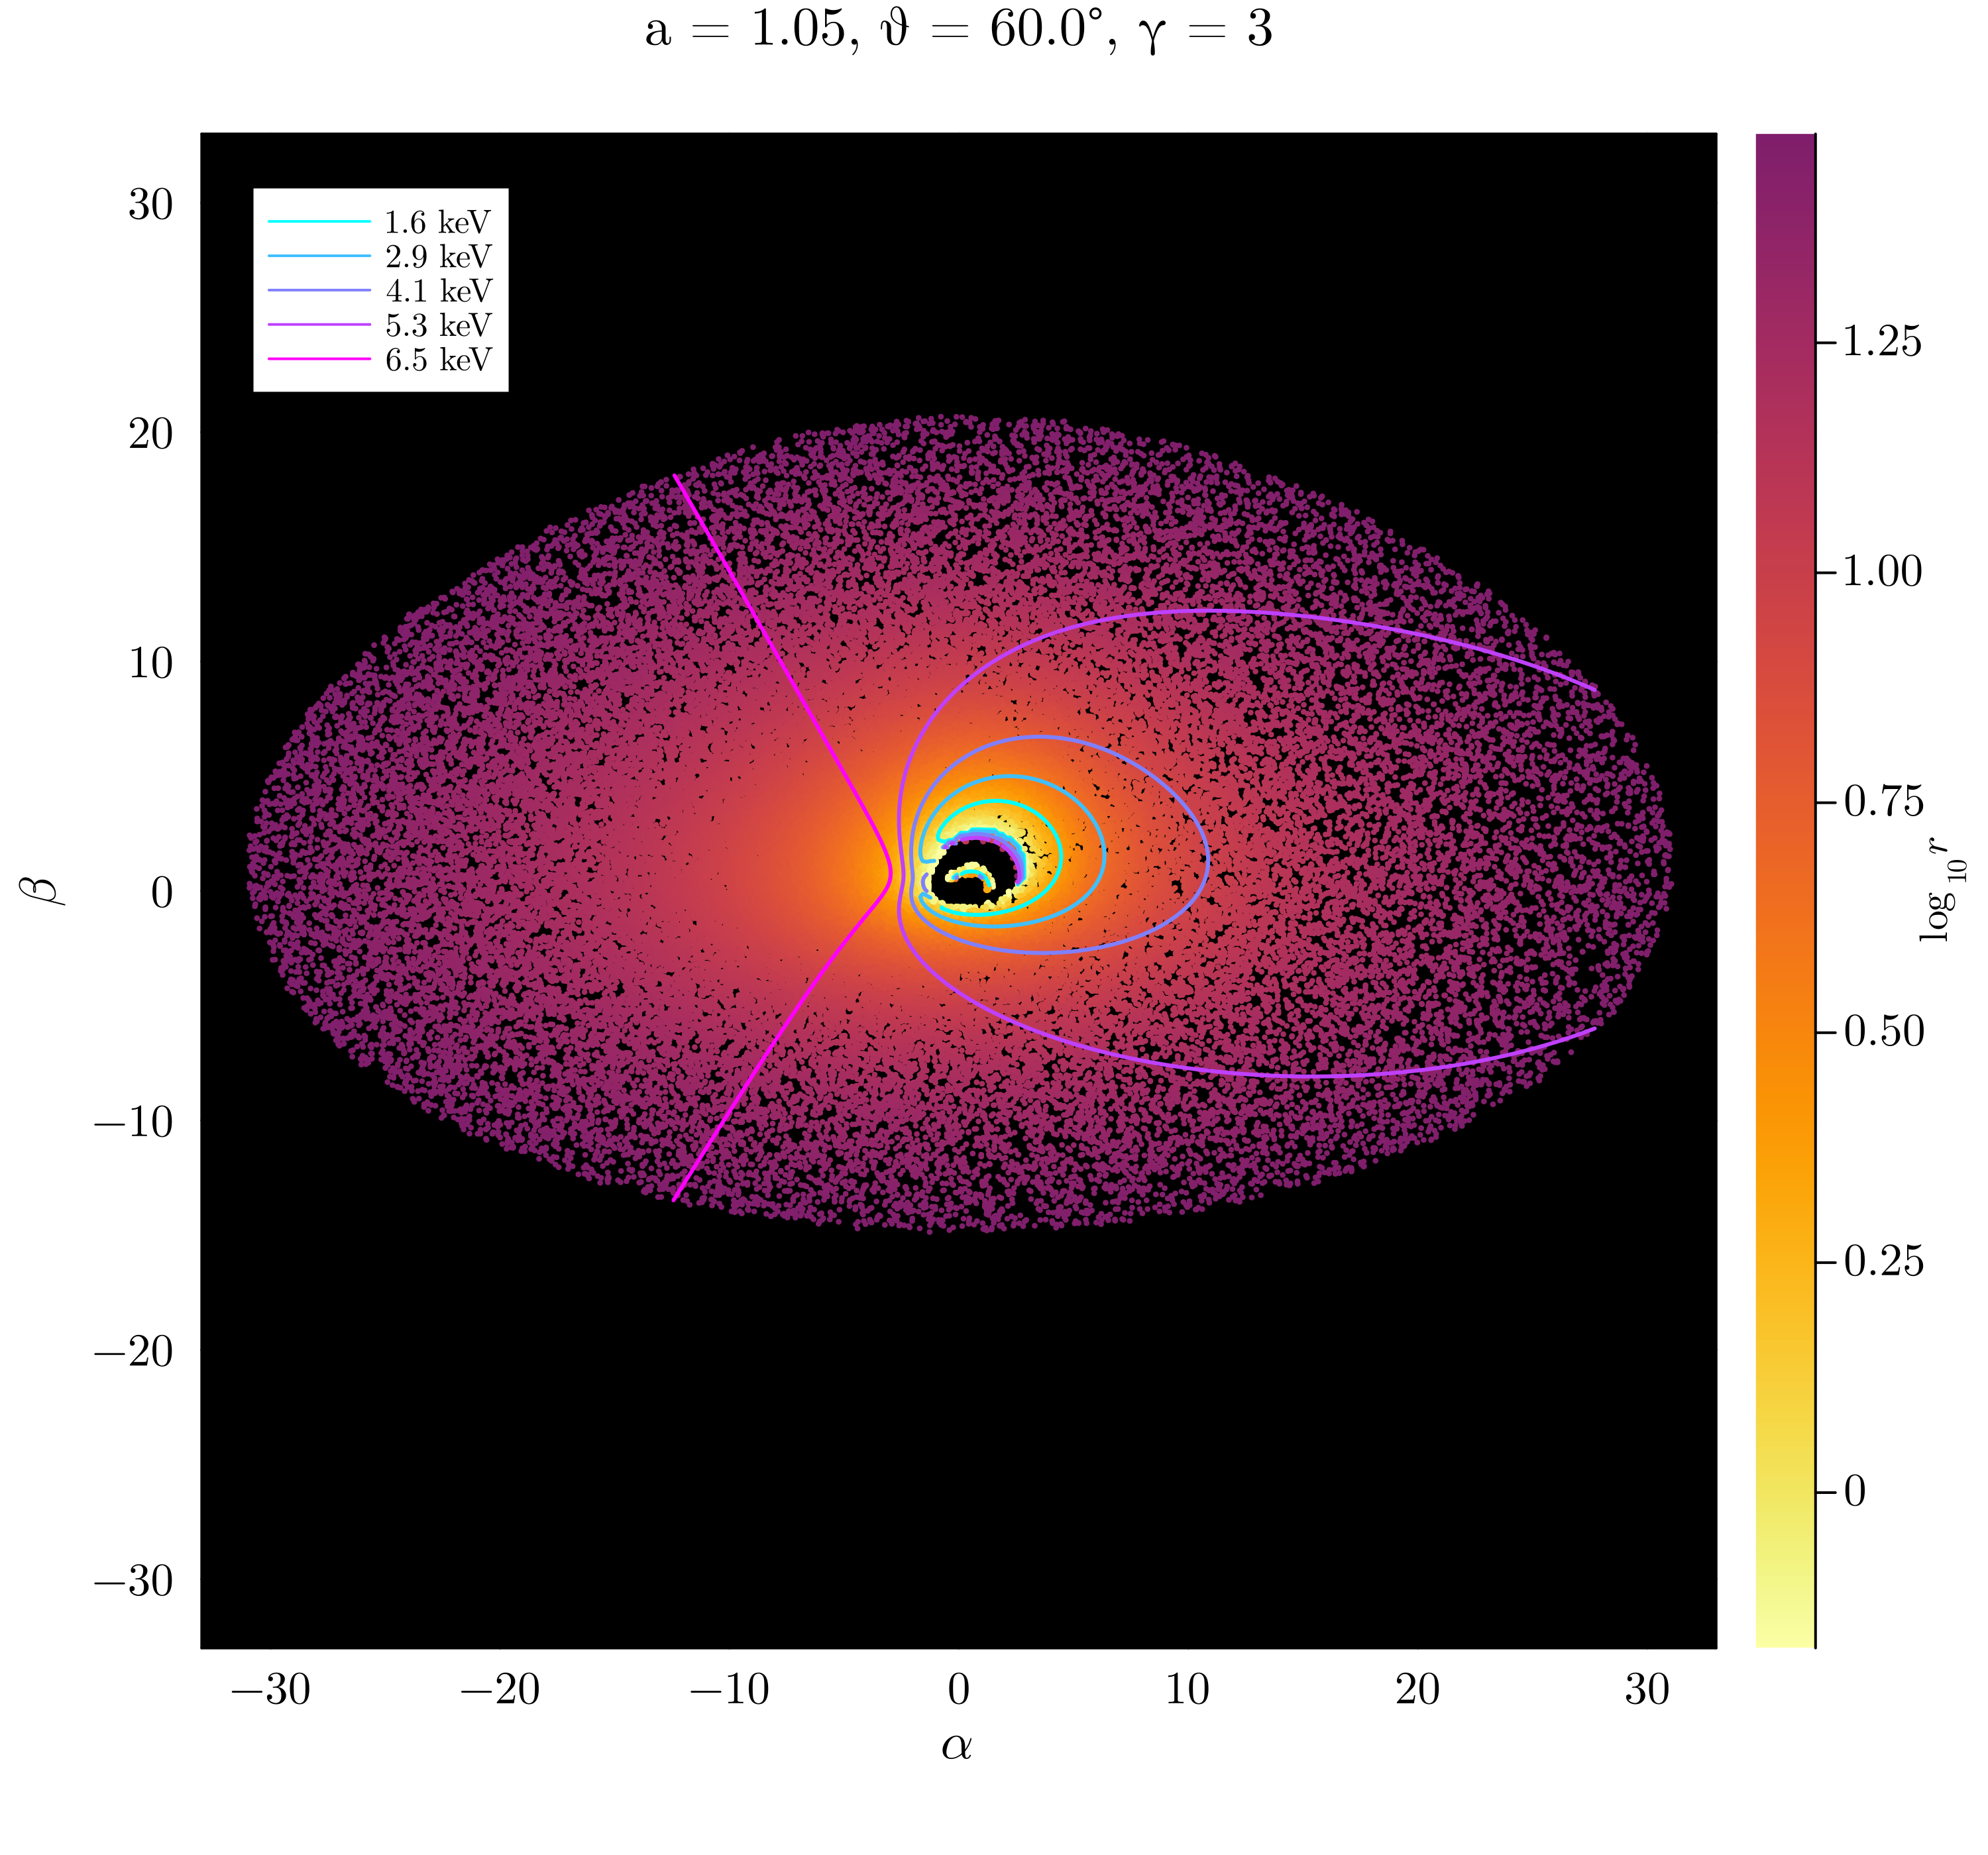 a = 1.05, ϑ = 60.0°, γ = 3
1.6 keV
2.9 keV
4.1 keV
5.3 keV
6.5 keV
30
20
10
0
−10
−20
−30
β
−30 −20 −10 0 10 20 30
α
1.25
1.00
0.75
0.50
0.25
0
log₁₀ r